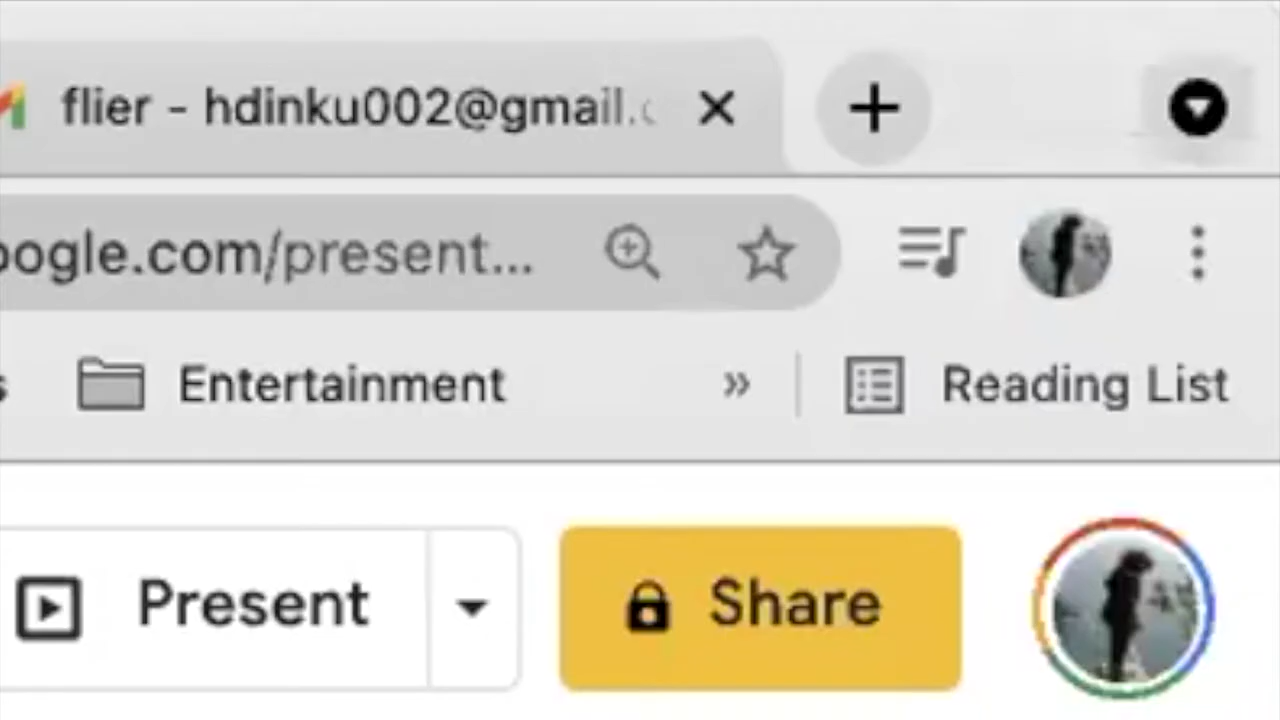 flier - hdinku002@gmail.c
oogle.com/present...
s Entertainment » Reading List
Present Share